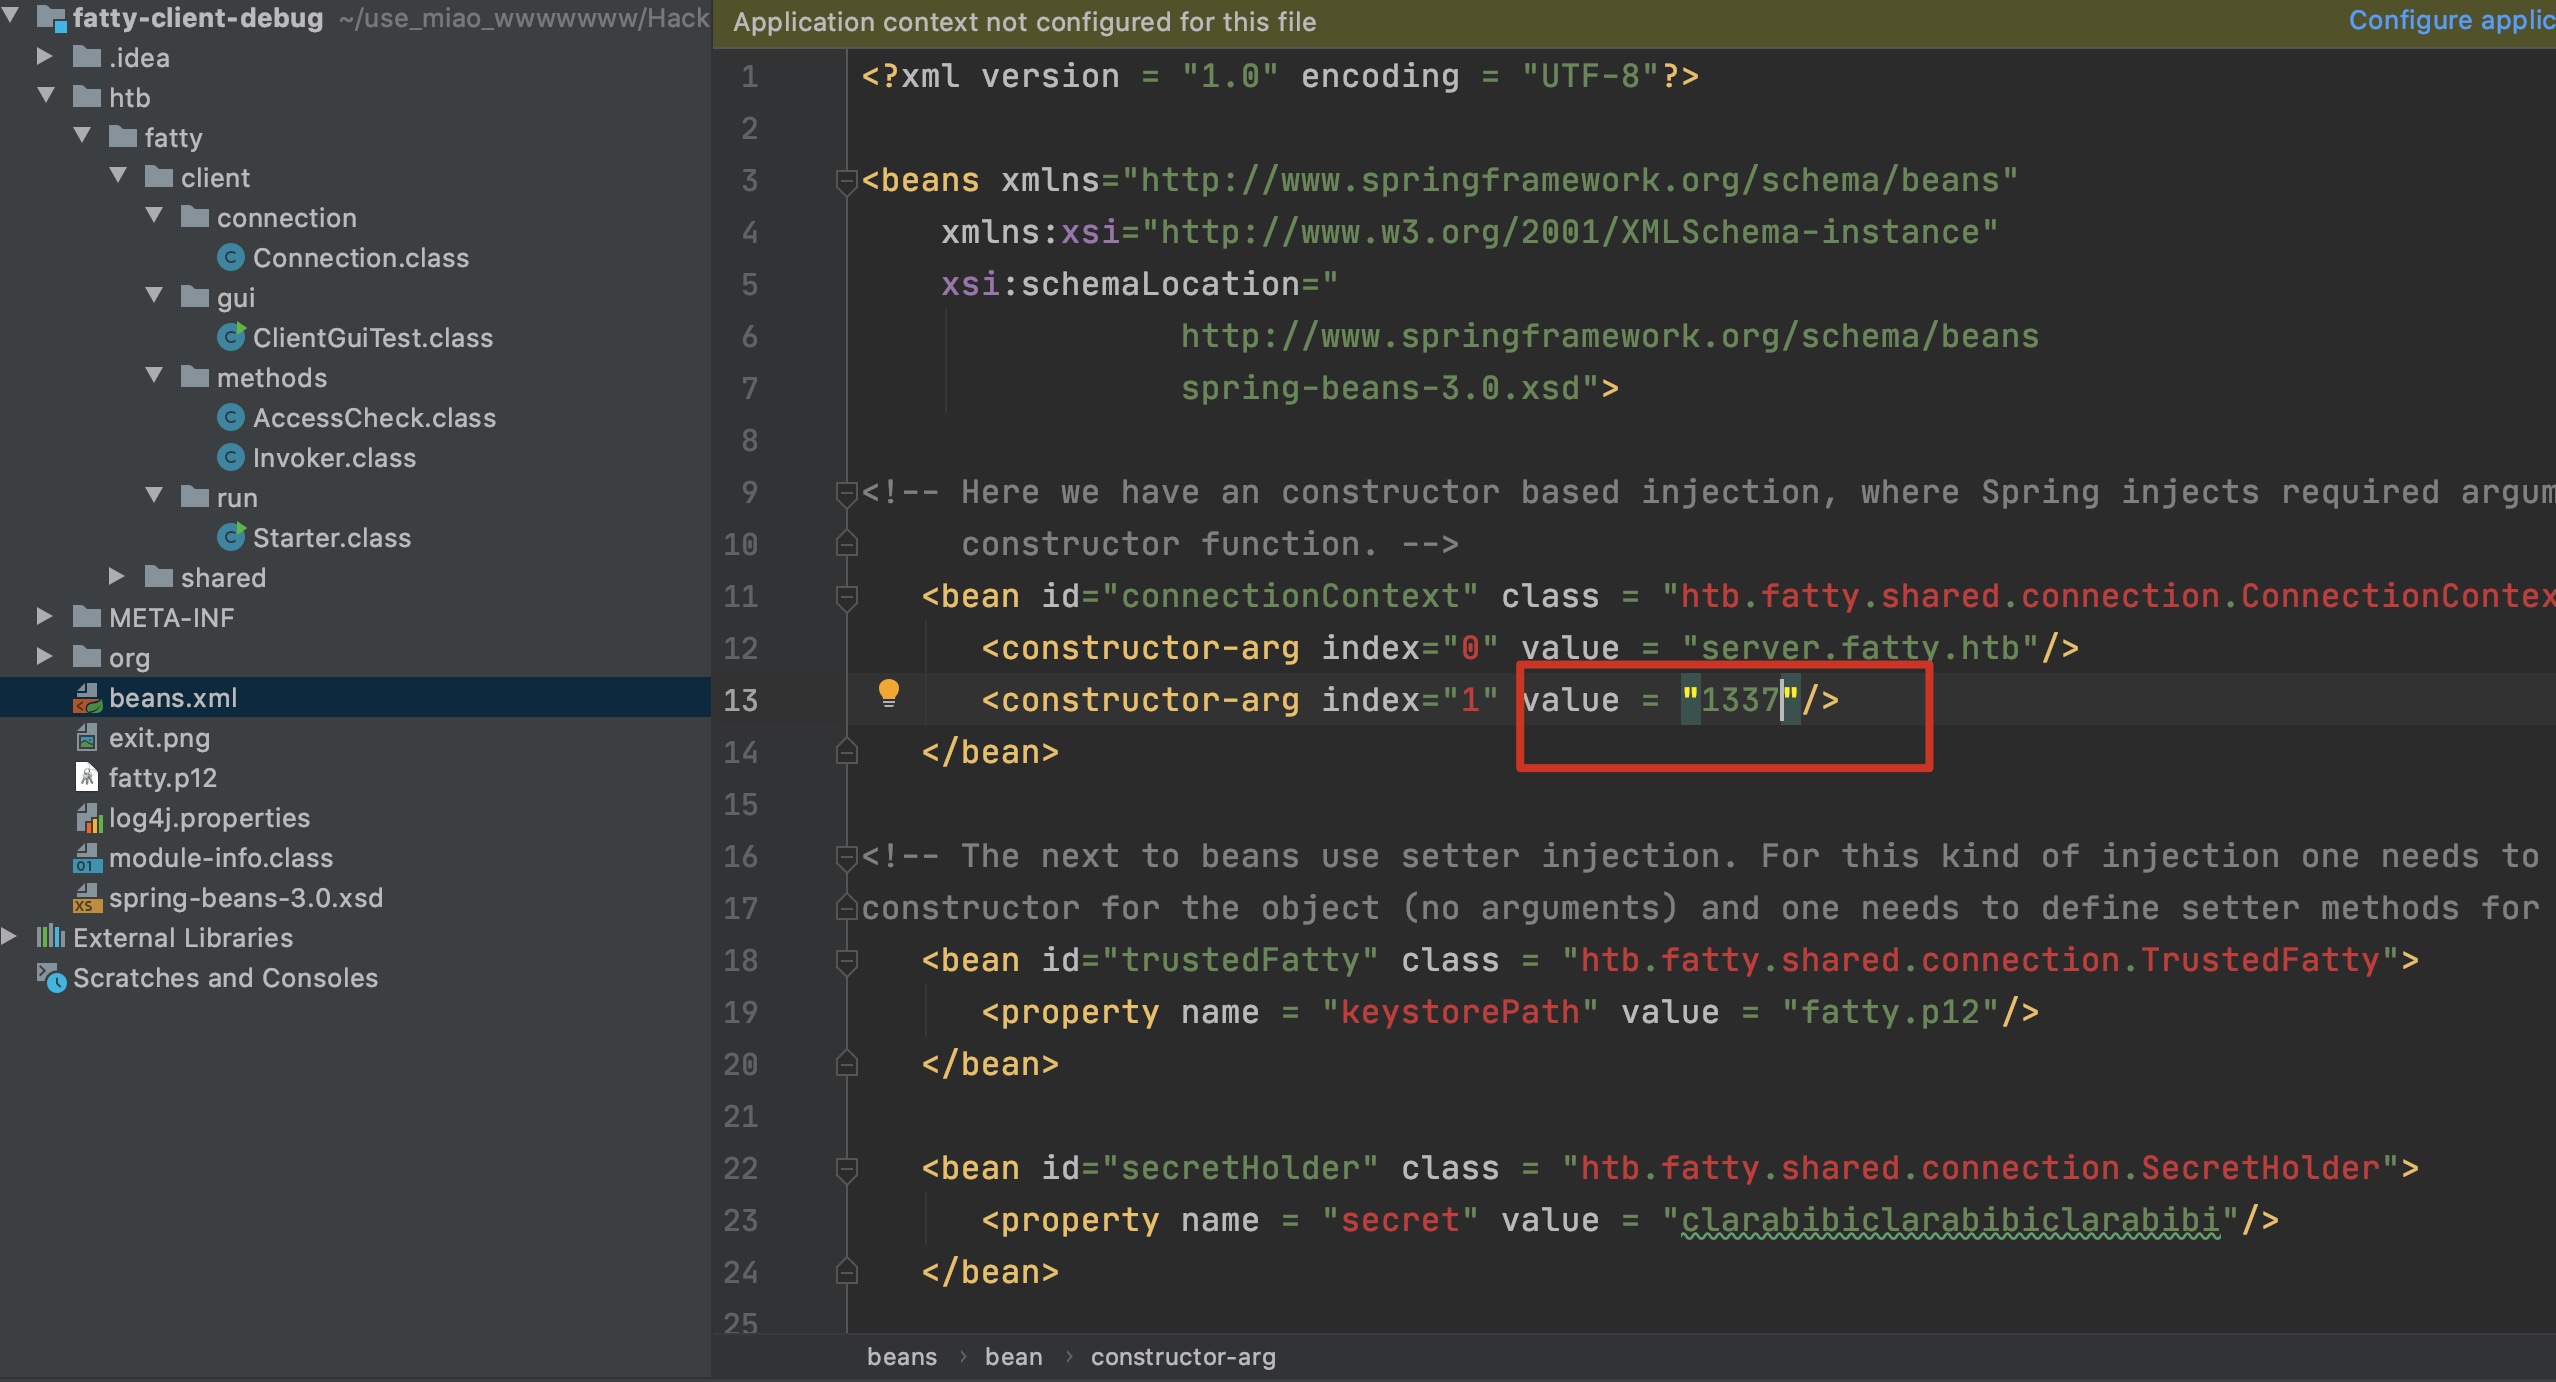 fatty-client-debug ~/use_miao_wwwwwww/Hack
.idea
htb
fatty
client
connection
Connection.class
gui
ClientGuiTest.class
methods
AccessCheck.class
Invoker.class
run
Starter.class
shared
META-INF
org
beans.xml
exit.png
fatty.p12
log4j.properties
module-info.class
spring-beans-3.0.xsd
External Libraries
Scratches and Consoles
Application context not configured for this file Configure applic
1 <?xml version = "1.0" encoding = "UTF-8"?>
2
3 <beans xmlns="http://www.springframework.org/schema/beans"
4 xmlns:xsi="http://www.w3.org/2001/XMLSchema-instance"
5 xsi:schemaLocation="
6 http://www.springframework.org/schema/beans
7 spring-beans-3.0.xsd">
8
9 <!-- Here we have an constructor based injection, where Spring injects required argum
10 constructor function. -->
11 <bean id="connectionContext" class = "htb.fatty.shared.connection.ConnectionContex
12 <constructor-arg index="0" value = "server.fatty.htb"/>
13 <constructor-arg index="1" value = "1337"/>
14 </bean>
15
16 <!-- The next to beans use setter injection. For this kind of injection one needs to
17 constructor for the object (no arguments) and one needs to define setter methods for
18 <bean id="trustedFatty" class = "htb.fatty.shared.connection.TrustedFatty">
19 <property name = "keystorePath" value = "fatty.p12"/>
20 </bean>
21
22 <bean id="secretHolder" class = "htb.fatty.shared.connection.SecretHolder">
23 <property name = "secret" value = "clarabibiclarabibiclarabibi"/>
24 </bean>
25
beans › bean › constructor-arg